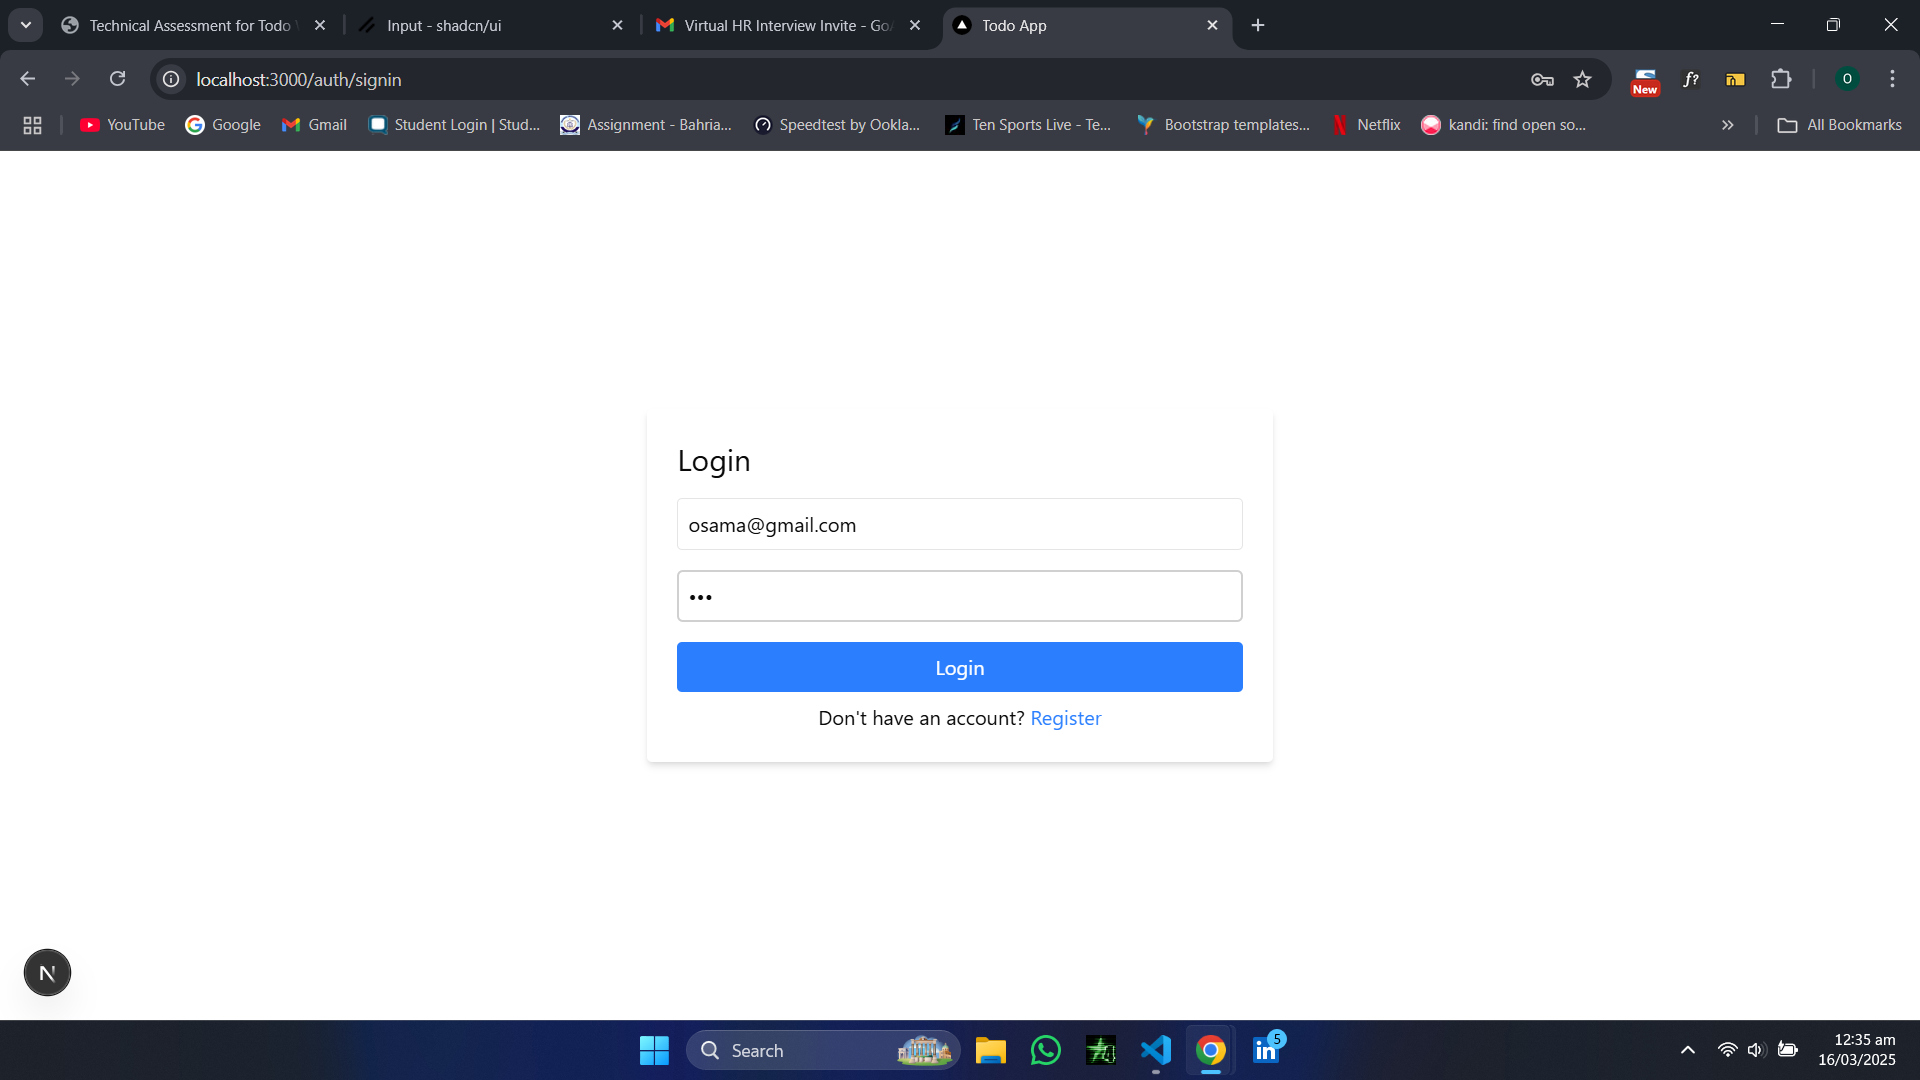 Technical Assessment for Todo
Input - shadcn/ui
Virtual HR Interview Invite - Go
Todo App
localhost:3000/auth/signin
New
f?
O
YouTube
Google
Gmail
Student Login | Stud...
Assignment - Bahria...
Speedtest by Ookla...
Ten Sports Live - Te...
Bootstrap templates...
Netflix
kandi: find open so...
All Bookmarks
Login
osama@gmail.com
Login
Don't have an account? Register
N
Search
in
5
12:35 am
16/03/2025